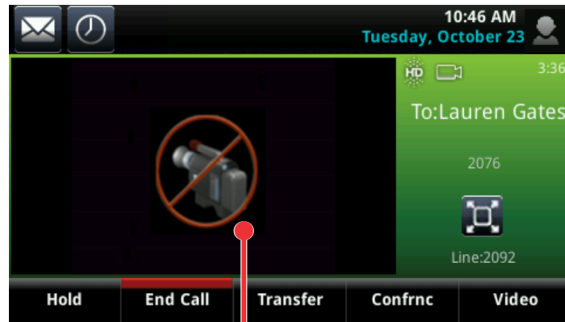 10:46 AM
Tuesday, October 23
HD
3:36
To:Lauren Gates
2076
Line:2092
Hold
End Call
Transfer
Confrnc
Video